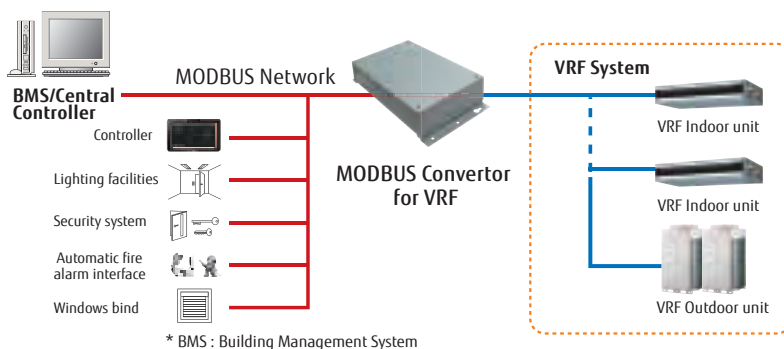 MODBUS Network
BMS/Central
Controller
Controller
Lighting facilities
Security system
Automatic fire
alarm interface
Windows bind
MODBUS Convertor
for VRF
VRF System
VRF Indoor unit
VRF Indoor unit
VRF Outdoor unit
* BMS : Building Management System